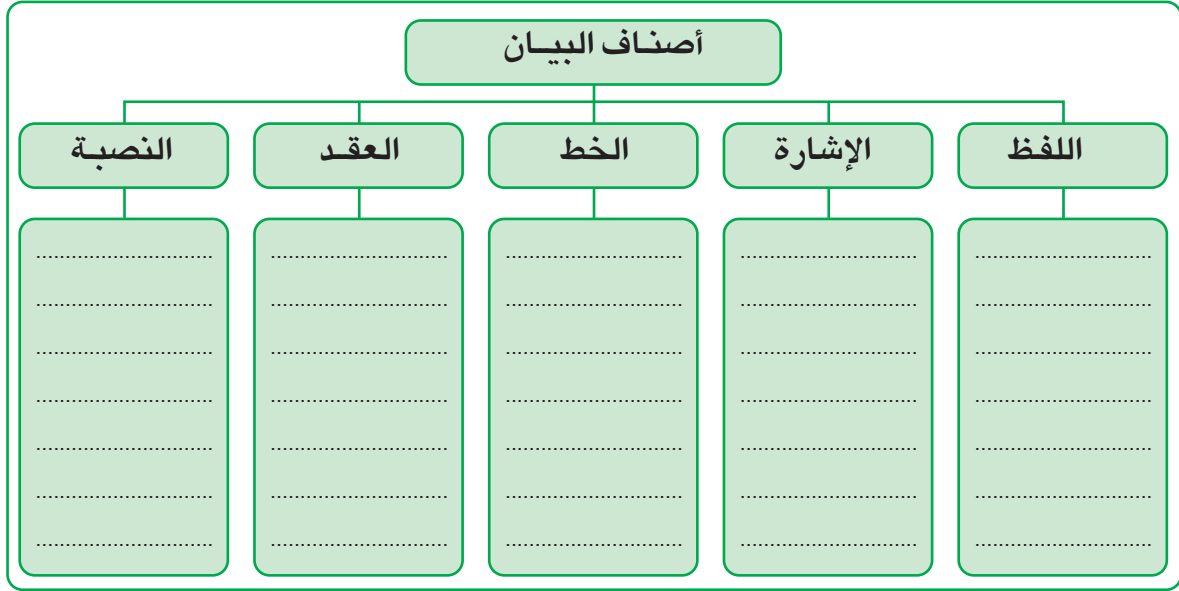 أصناف البيان
اللفظ
الإشارة
الخط
العقد
النصبة